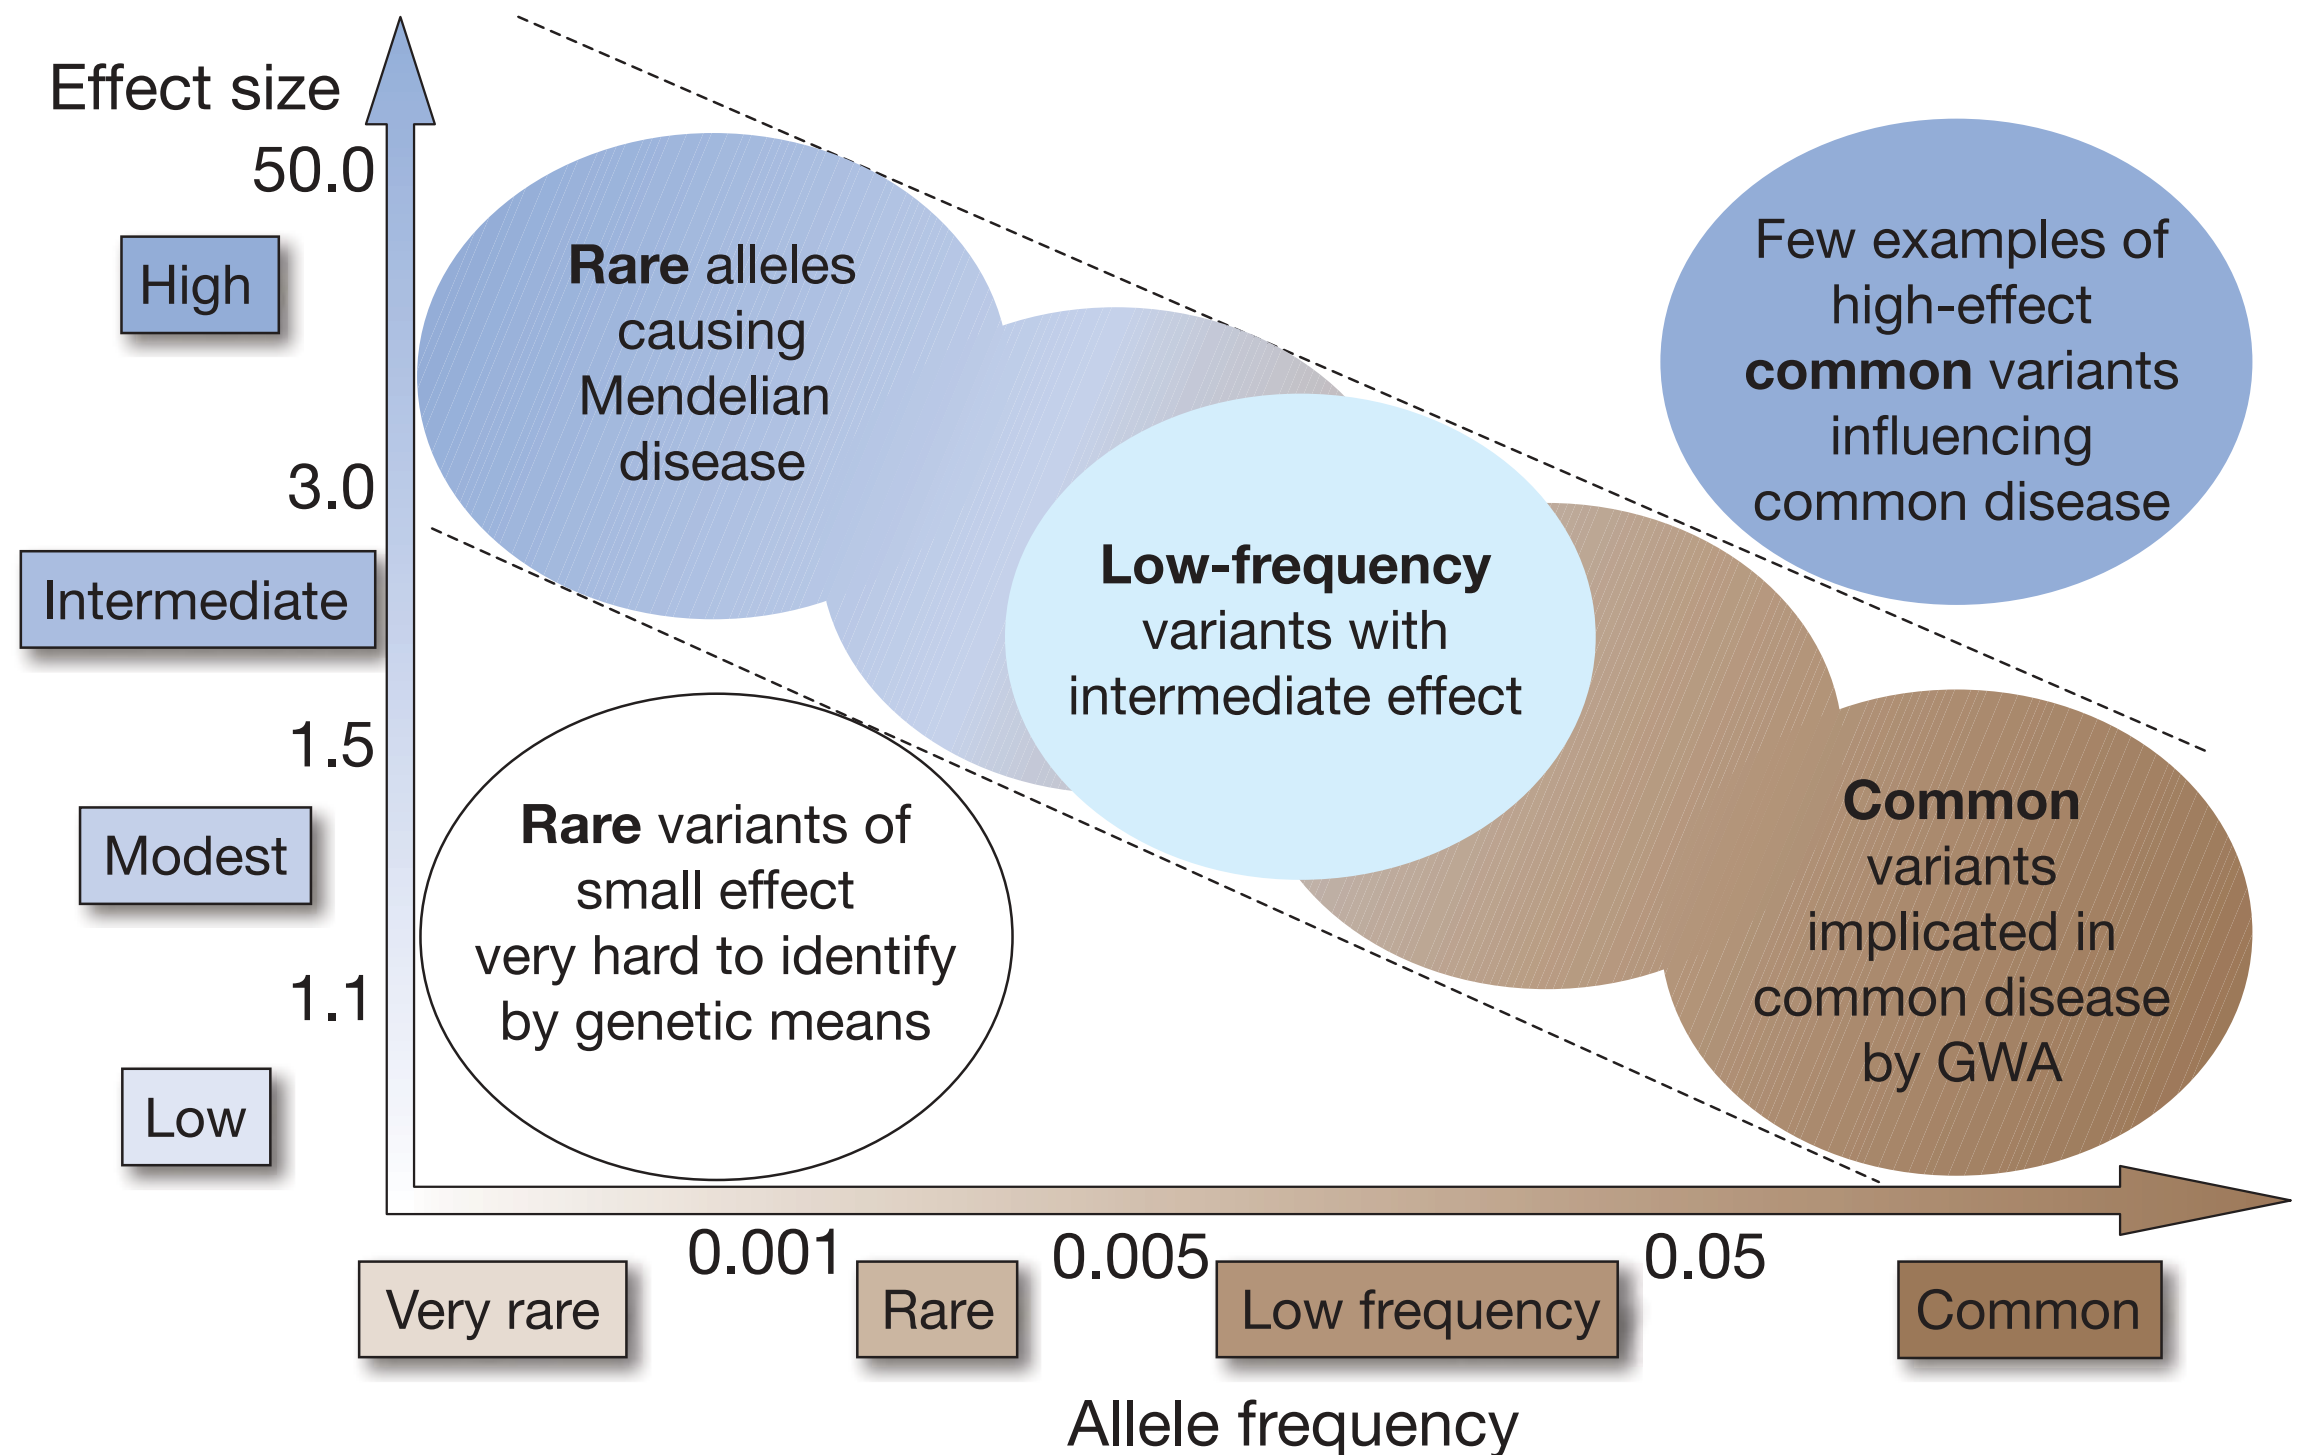 Effect size
50.0
High
3.0
Intermediate
1.5
Modest
1.1
Low
Rare alleles
causing
Mendelian
disease
Few examples of
high-effect
common variants
influencing
common disease
Low-frequency
variants with
intermediate effect
Rare variants of
small effect
very hard to identify
by genetic means
Common
variants
implicated in
common disease
by GWA
0.001
0.005
0.05
Very rare
Rare
Low frequency
Common
Allele frequency